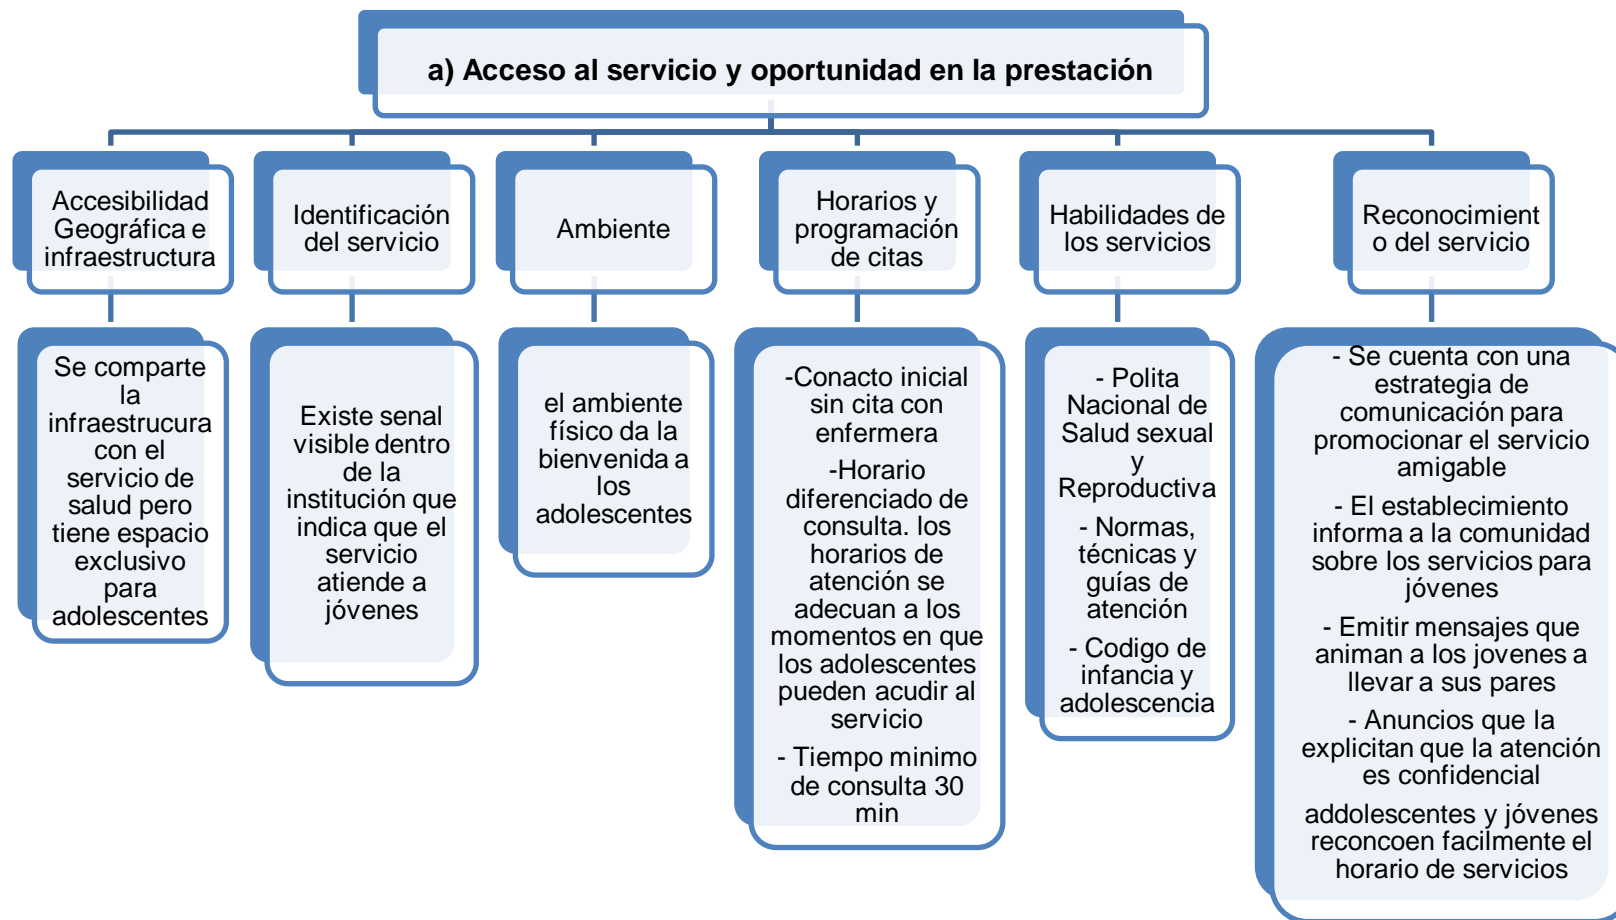 a) Acceso al servicio y oportunidad en la prestación
Accesibilidad
Geográfica e
infraestructura
Identificación
del servicio
Ambiente
Horarios y
programación
de citas
Habilidades de
los servicios
Reconocimient
o del servicio
Se comparte
la
infraestrucura
con el
servicio de
salud pero
tiene espacio
exclusivo
para
adolescentes
Existe senal
visible dentro
de la
institución que
indica que el
servicio
atiende a
jóvenes
el ambiente
físico da la
bienvenida a
los
adolescentes
-Conacto inicial
sin cita con
enfermera
-Horario
diferenciado de
consulta. los
horarios de
atención se
adecuan a los
momentos en que
los adolescentes
pueden acudir al
servicio
- Tiempo minimo
de consulta 30
min
- Polita
Nacional de
Salud sexual
y
Reproductiva
- Normas,
técnicas y
guías de
atención
- Codigo de
infancia y
adolescencia
- Se cuenta con una
estrategia de
comunicación para
promocionar el servicio
amigable
- El establecimiento
informa a la comunidad
sobre los servicios para
jóvenes
- Emitir mensajes que
animan a los jovenes a
llevar a sus pares
- Anuncios que la
explicitan que la atención
es confidencial
addolescentes y jóvenes
reconcoen facilmente el
horario de servicios